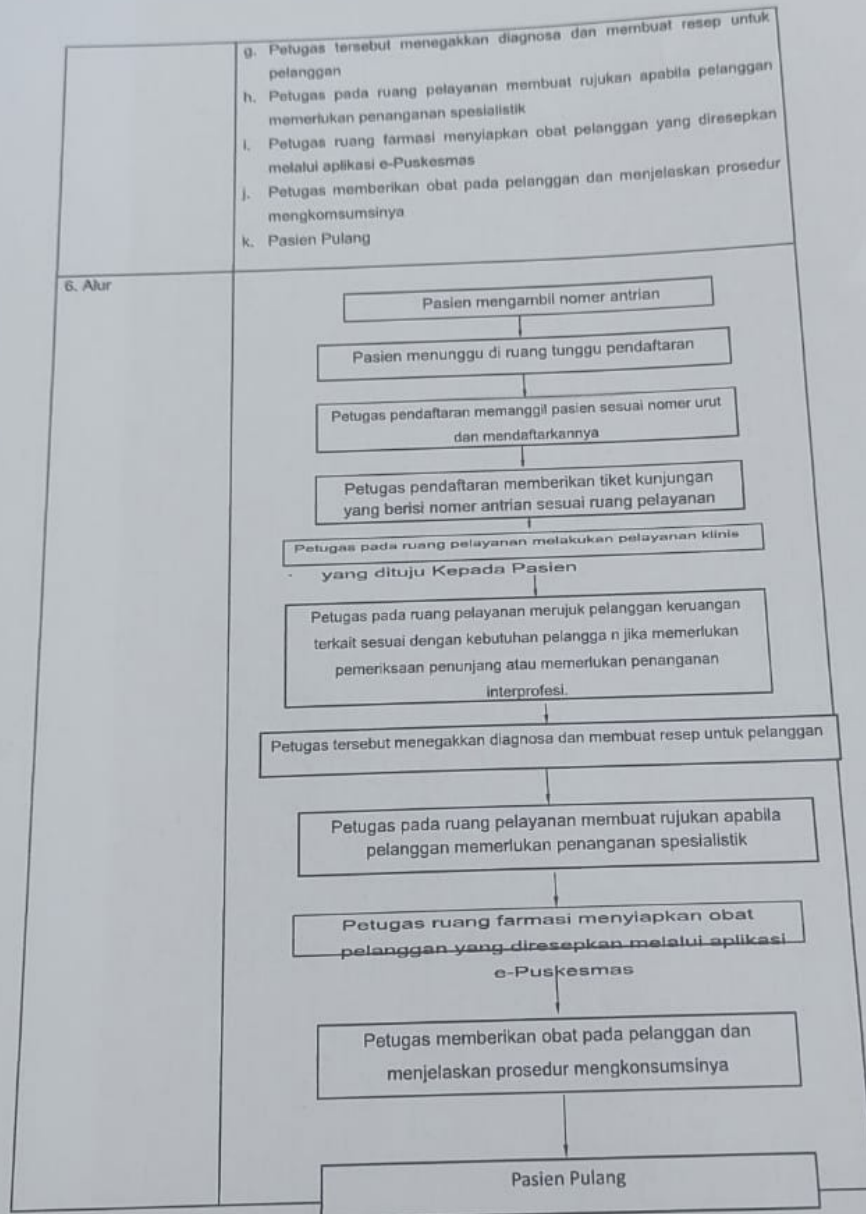 g. Petugas tersebut menegakkan diagnosa dan membuat resep untuk
pelanggan
h. Petugas pada ruang pelayanan membuat rujukan apabila pelanggan
memerlukan penanganan spesialistik
i. Petugas ruang farmasi menyiapkan obat pelanggan yang diresepkan
melalui aplikasi e-Puskesmas
j. Petugas memberikan obat pada pelanggan dan menjelaskan prosedur
mengkomsumsinya
k. Pasien Pulang
6. Alur
Pasien mengambil nomer antrian
Pasien menunggu di ruang tunggu pendaftaran
Petugas pendaftaran memanggil pasien sesuai nomer urut
dan mendaftarkannya
Petugas pendaftaran memberikan tiket kunjungan
yang berisi nomer antrian sesuai ruang pelayanan
Petugas pada ruang pelayanan melakukan pelayanan klinis
yang dituju Kepada Pasien
Petugas pada ruang pelayanan merujuk pelanggan keruangan
terkait sesuai dengan kebutuhan pelangga n jika memerlukan
pemeriksaan penunjang atau memerlukan penanganan
interprofesi.
Petugas tersebut menegakkan diagnosa dan membuat resep untuk pelanggan
Petugas pada ruang pelayanan membuat rujukan apabila
pelanggan memerlukan penanganan spesialistik
Petugas ruang farmasi menyiapkan obat
pelanggan yang diresepkan melalui aplikasi
e-Puskesmas
Petugas memberikan obat pada pelanggan dan
menjelaskan prosedur mengkonsumsinya
Pasien Pulang